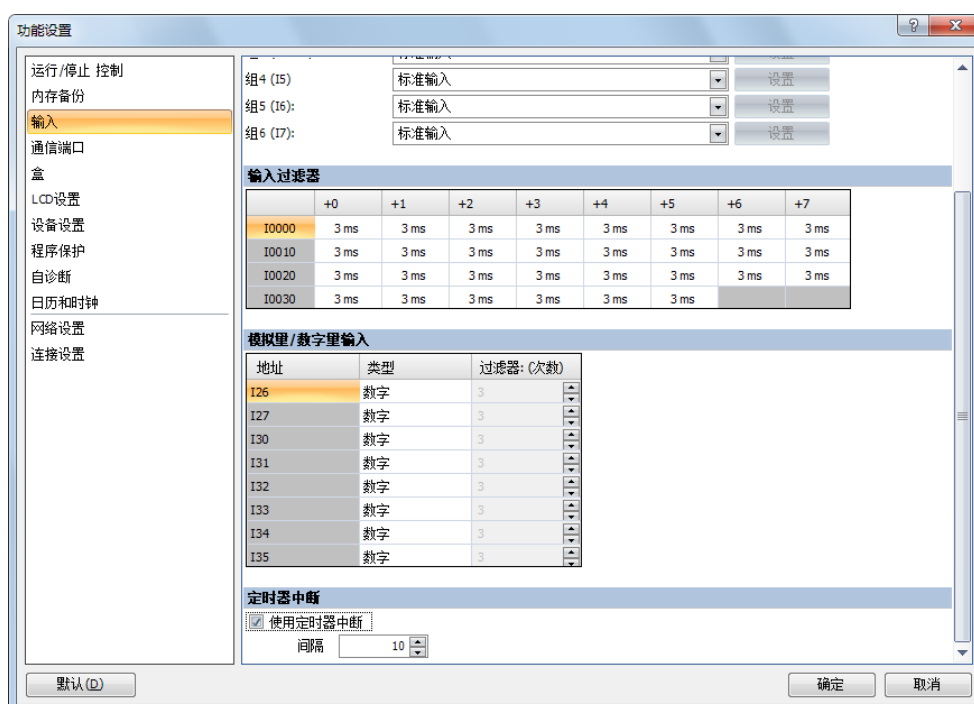 功能设置
运行/停止 控制
内存备份
输入
通信端口
盒
LCD设置
设备设置
程序保护
自诊断
日历和时钟
网络设置
连接设置
组4 (I5) 标准输入 设置
组5 (I6): 标准输入 设置
组6 (I7): 标准输入 设置
输入过滤器
+0 +1 +2 +3 +4 +5 +6 +7
I0000 3 ms 3 ms 3 ms 3 ms 3 ms 3 ms 3 ms 3 ms
I0010 3 ms 3 ms 3 ms 3 ms 3 ms 3 ms 3 ms 3 ms
I0020 3 ms 3 ms 3 ms 3 ms 3 ms 3 ms 3 ms 3 ms
I0030 3 ms 3 ms 3 ms 3 ms 3 ms 3 ms
模拟量/数字里输入
地址 类型 过滤器: (次数)
I26 数字 3
I27 数字 3
I30 数字 3
I31 数字 3
I32 数字 3
I33 数字 3
I34 数字 3
I35 数字 3
定时器中断
使用定时器中断
间隔 10
默认(D) 确定 取消